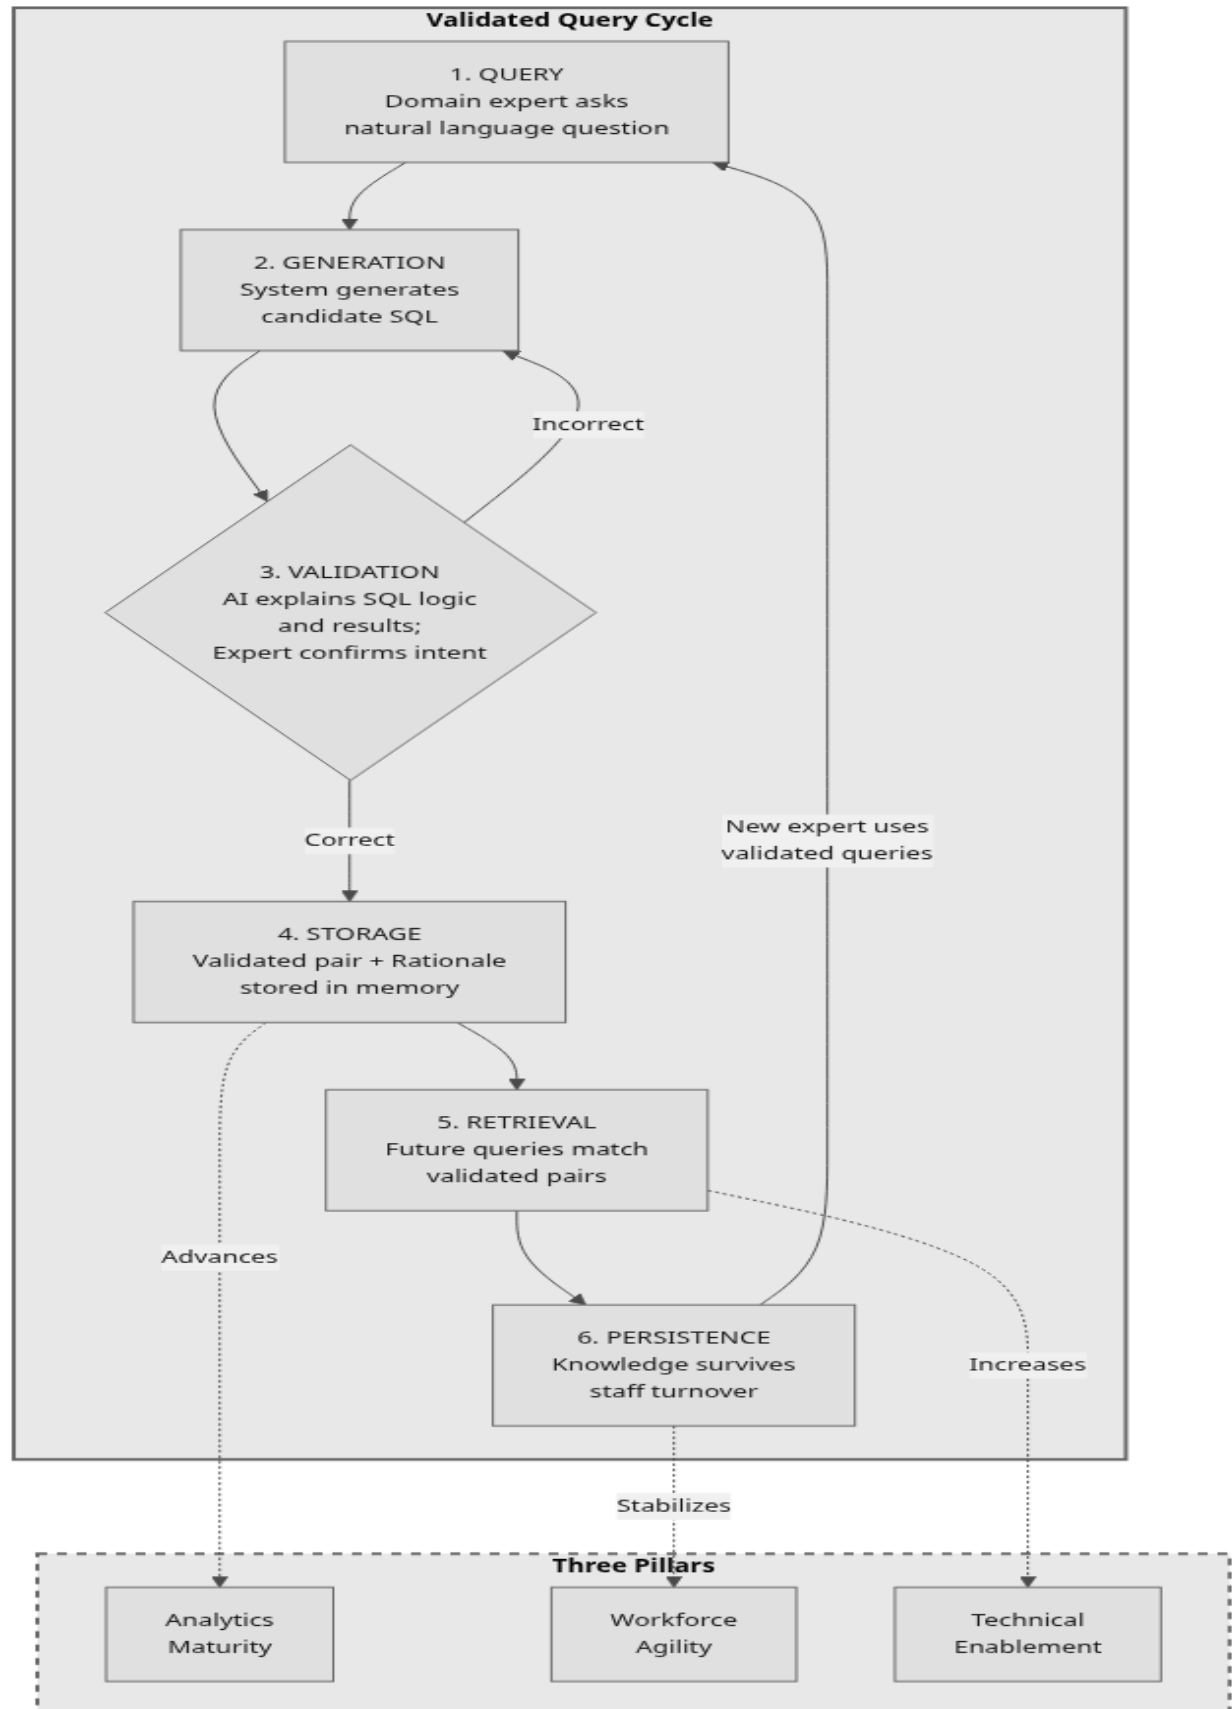 Validated Query Cycle
1. QUERY
Domain expert asks
natural language question
2. GENERATION
System generates
candidate SQL
Incorrect
3. VALIDATION
AI explains SQL logic
and results;
Expert confirms intent
Correct
New expert uses
validated queries
4. STORAGE
Validated pair + Rationale
stored in memory
5. RETRIEVAL
Future queries match
validated pairs
Advances
6. PERSISTENCE
Knowledge survives
staff turnover
Increases
Stabilizes
Three Pillars
Analytics
Maturity
Workforce
Agility
Technical
Enablement